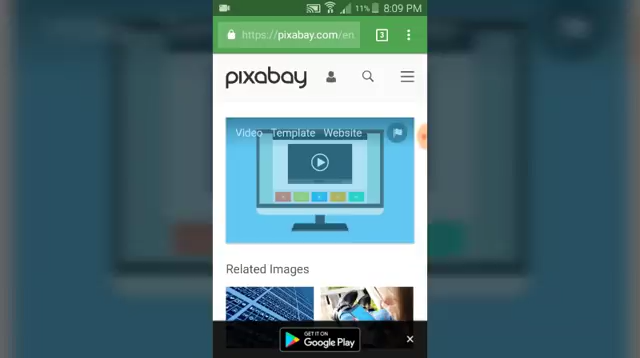 11% 8:09 PM
https://pixabay.com/en 3
pixabay
Video Template Website
Related Images
GET IT ON
Google Play